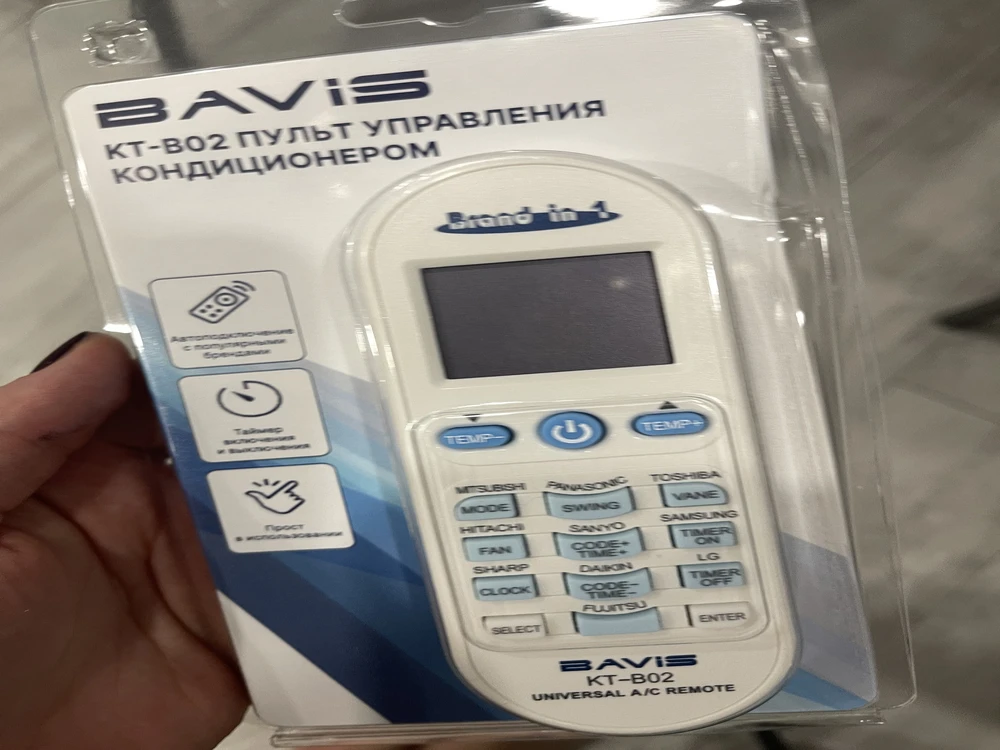 BAViS
KT-B02 ПУЛЬТ УПРАВЛЕНИЯ
КОНДИЦИОНЕРОМ
Brand in 1
Автоподключение
с популярными
брендами
Таймер
включения
и выключения
Прост
в использовании
TEMP- TEMP+
MITSUBISHI PANASONIC TOSHIBA
MODE SWING VANE
HITACHI SANYO SAMSUNG
FAN CODE+ TIME+ TIMER ON
SHARP DAIKIN LG
CLOCK CODE- TIME- TIMER OFF
FUJITSU
SELECT ENTER
BAViS
KT-B02
UNIVERSAL A/C REMOTE